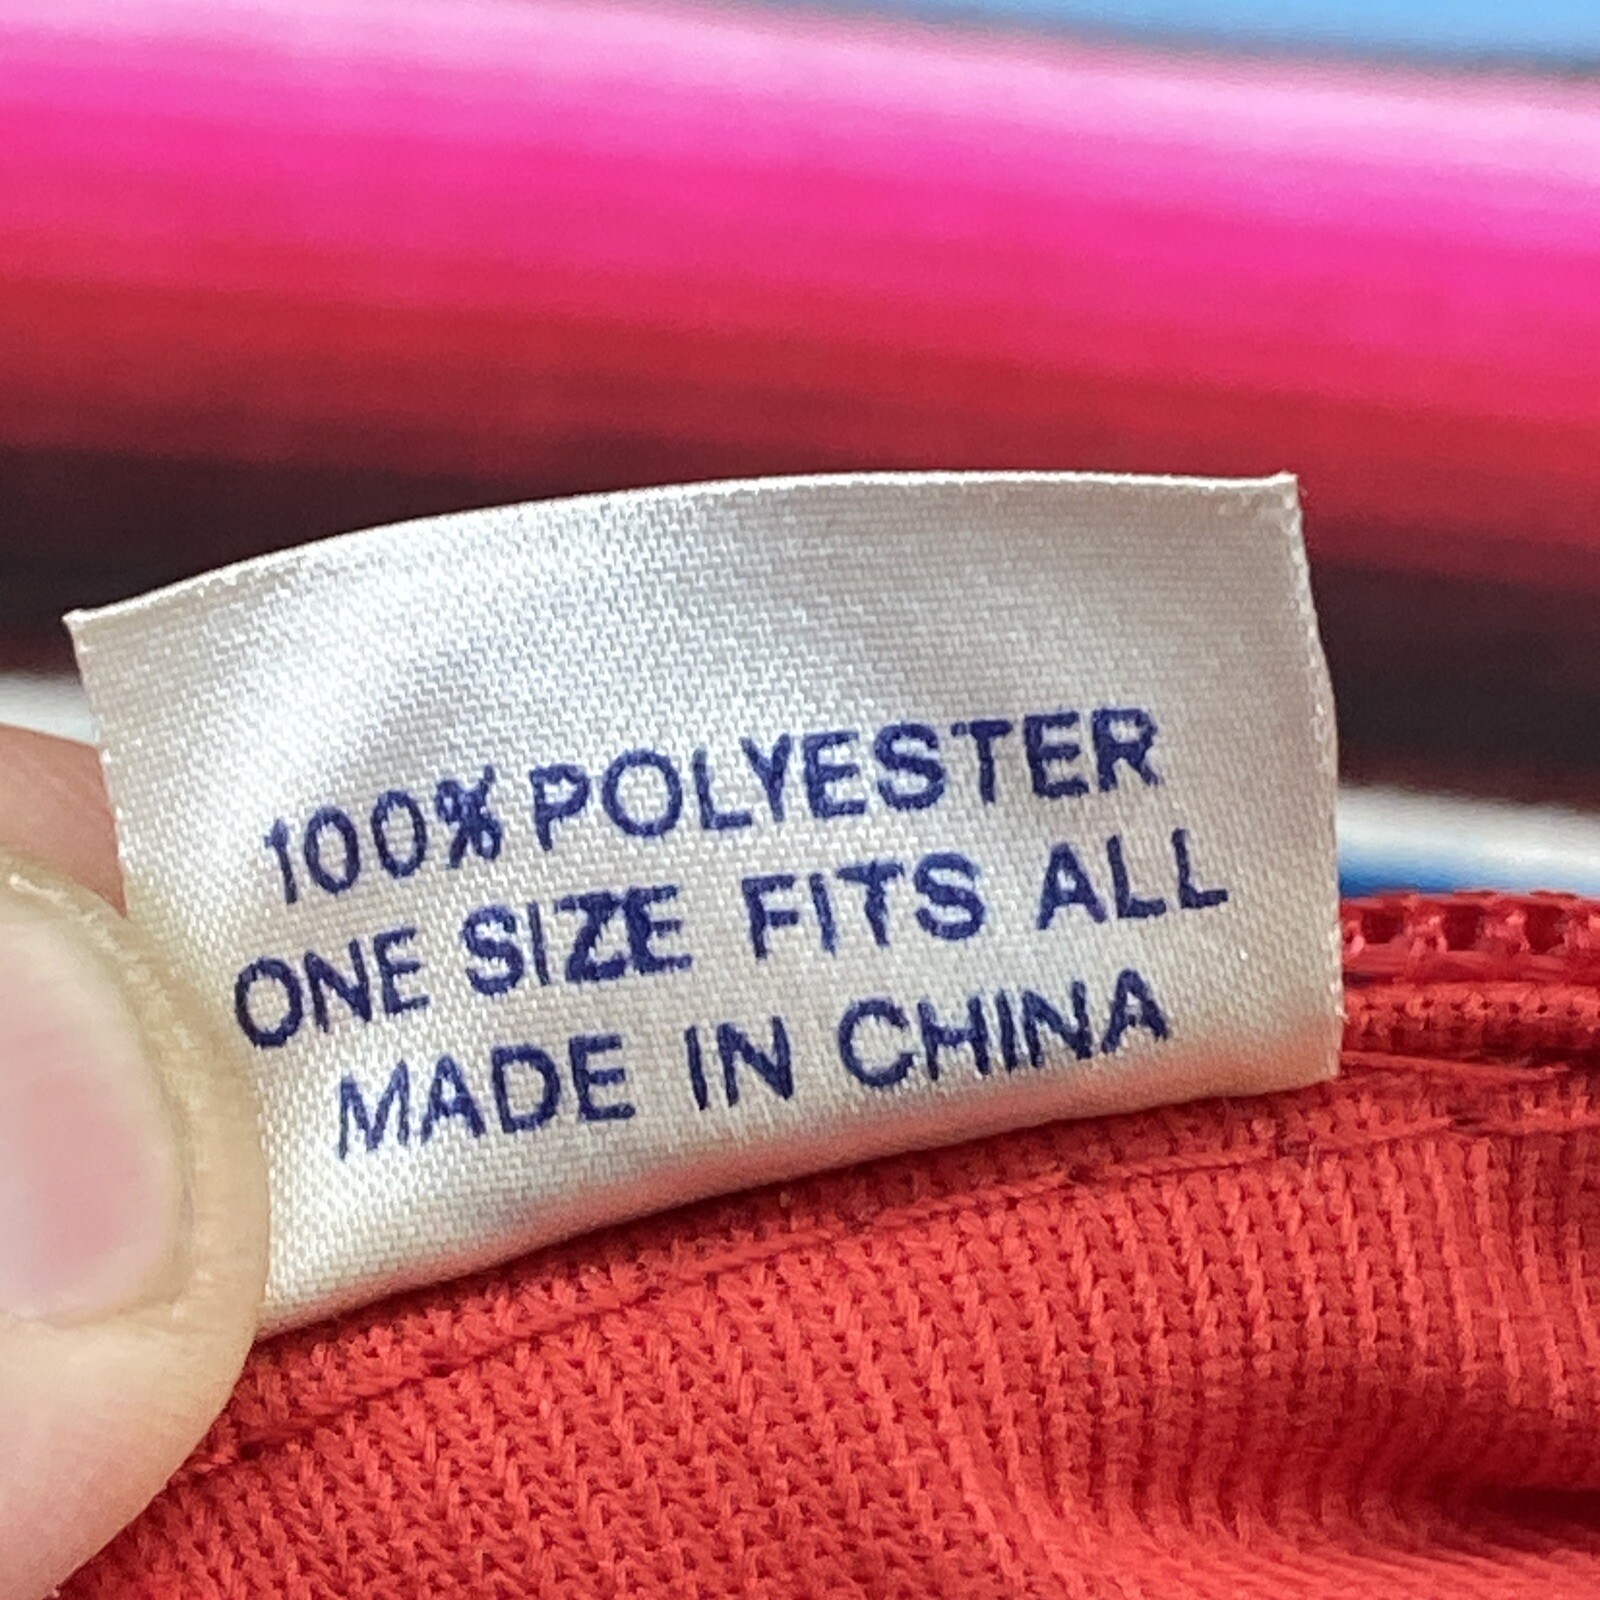 100% POLYESTER
ONE SIZE FITS ALL
MADE IN CHINA